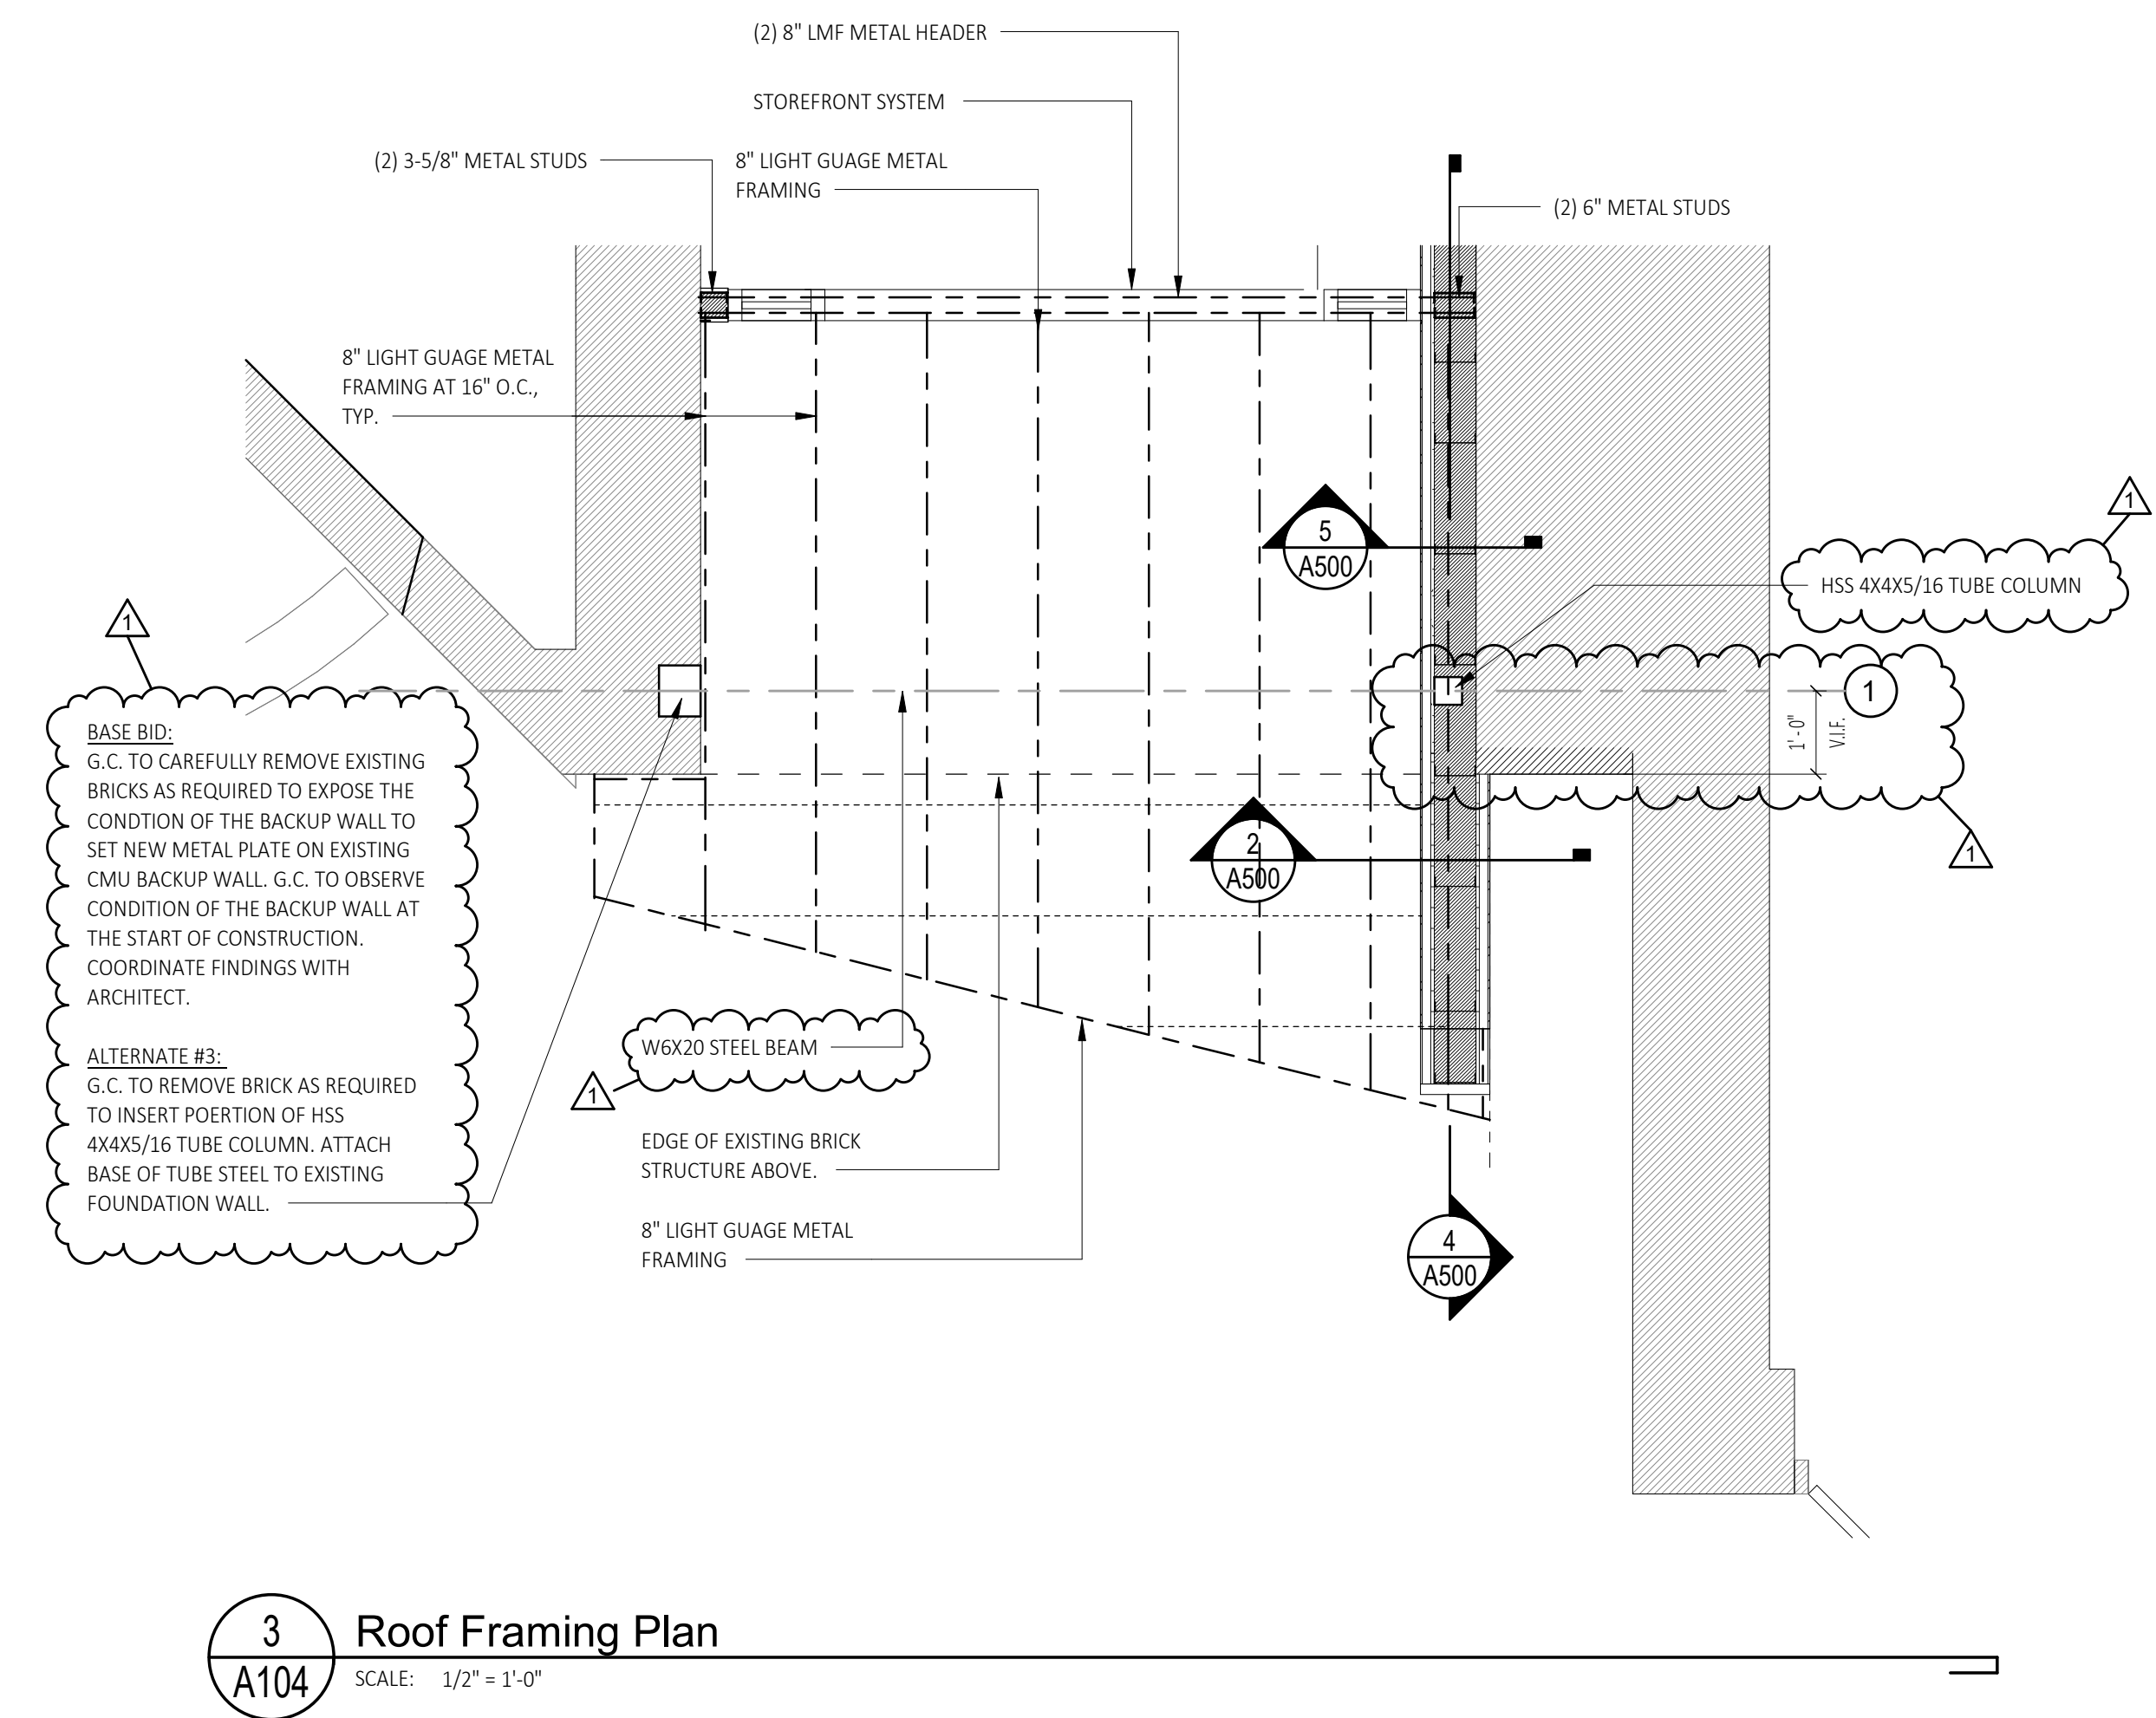 (2) 8" LMF METAL HEADER
STOREFRONT SYSTEM
(2) 3-5/8" METAL STUDS
8" LIGHT GUAGE METAL
FRAMING
(2) 6" METAL STUDS
8" LIGHT GUAGE METAL
FRAMING AT 16" O.C.,
TYP.
1
5
A500
HSS 4X4X5/16 TUBE COLUMN
1
1
1'-0"
V.I.F.
BASE BID:
G.C. TO CAREFULLY REMOVE EXISTING
BRICKS AS REQUIRED TO EXPOSE THE
CONDTION OF THE BACKUP WALL TO
SET NEW METAL PLATE ON EXISTING
CMU BACKUP WALL. G.C. TO OBSERVE
CONDITION OF THE BACKUP WALL AT
THE START OF CONSTRUCTION.
COORDINATE FINDINGS WITH
ARCHITECT.
ALTERNATE #3:
G.C. TO REMOVE BRICK AS REQUIRED
TO INSERT POERTION OF HSS
4X4X5/16 TUBE COLUMN. ATTACH
BASE OF TUBE STEEL TO EXISTING
FOUNDATION WALL.
2
A500
1
W6X20 STEEL BEAM
1
EDGE OF EXISTING BRICK
STRUCTURE ABOVE.
8" LIGHT GUAGE METAL
FRAMING
4
A500
3
A104
Roof Framing Plan
SCALE: 1/2" = 1'-0"